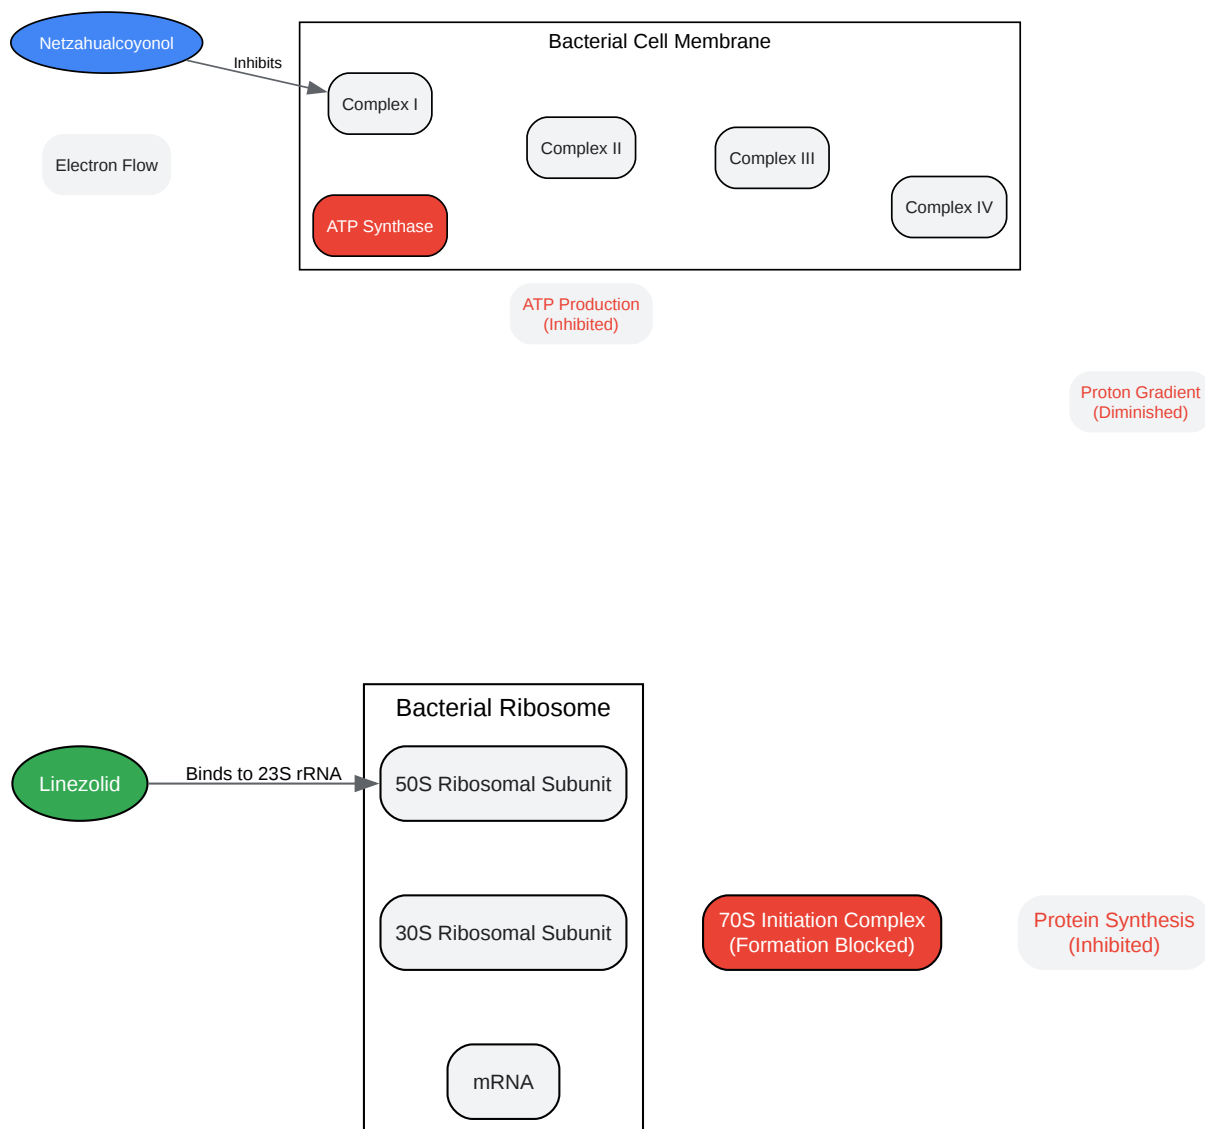 Netzahualcoyonol
Inhibits
Bacterial Cell Membrane
Complex I
Complex II
Complex III
Complex IV
Electron Flow
ATP Synthase
ATP Production
(Inhibited)
Proton Gradient
(Diminished)
Bacterial Ribosome
Linezolid
Binds to 23S rRNA
50S Ribosomal Subunit
30S Ribosomal Subunit
70S Initiation Complex
(Formation Blocked)
Protein Synthesis
(Inhibited)
mRNA